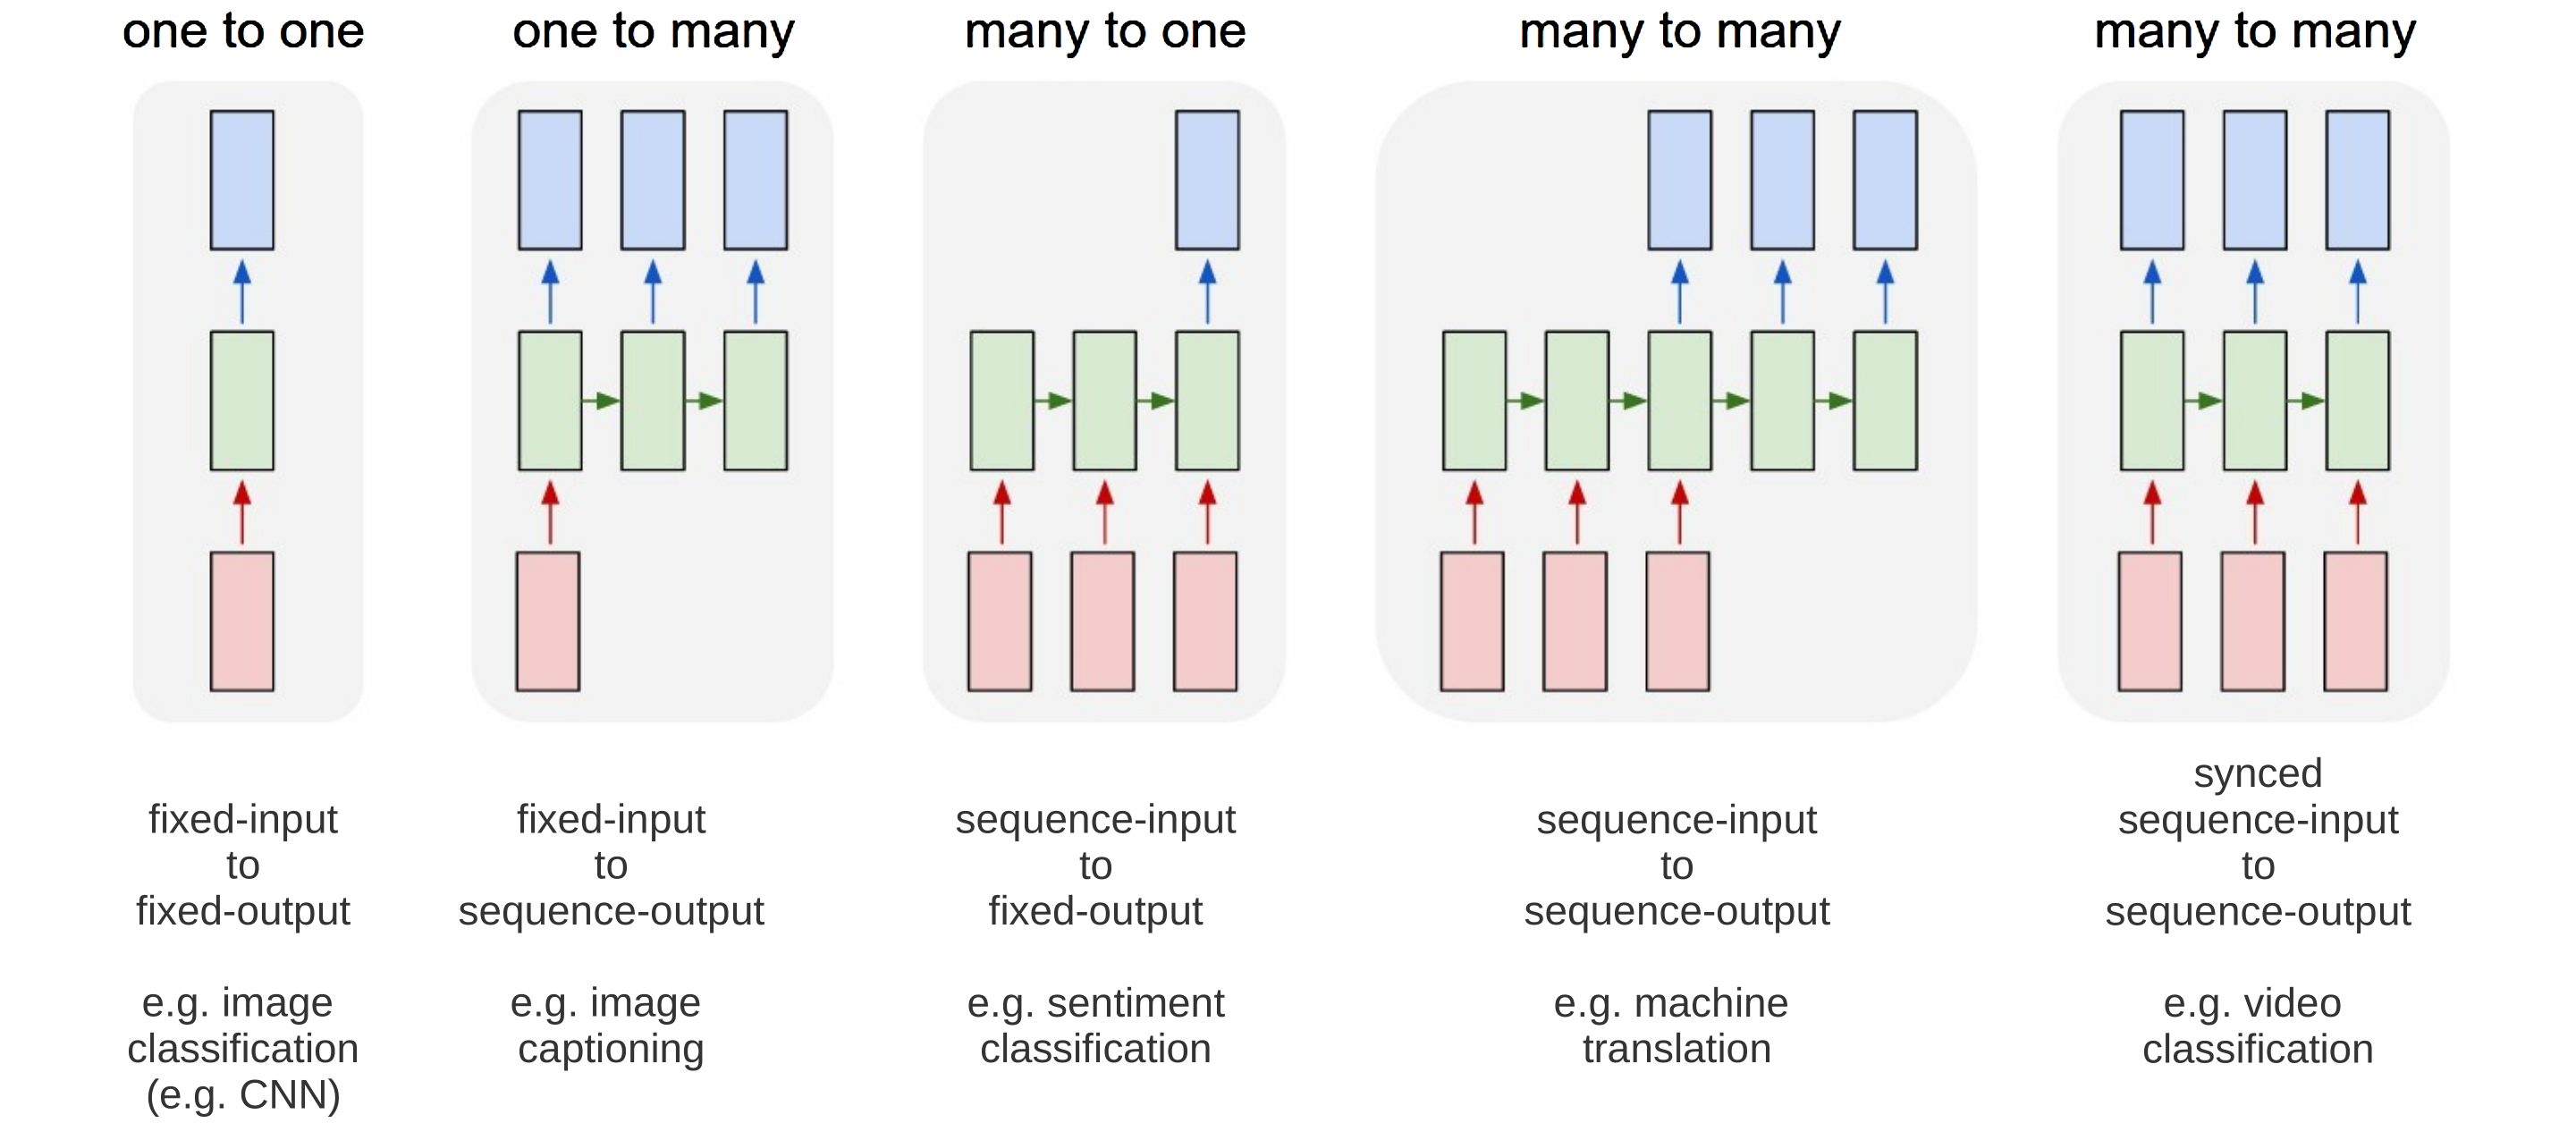 one to one
one to many
many to one
many to many
many to many
fixed-input
to
fixed-output
e.g. image
classification
(e.g. CNN)
fixed-input
to
sequence-output
e.g. image
captioning
sequence-input
to
fixed-output
e.g. sentiment
classification
sequence-input
to
sequence-output
e.g. machine
translation
synced
sequence-input
to
sequence-output
e.g. video
classification